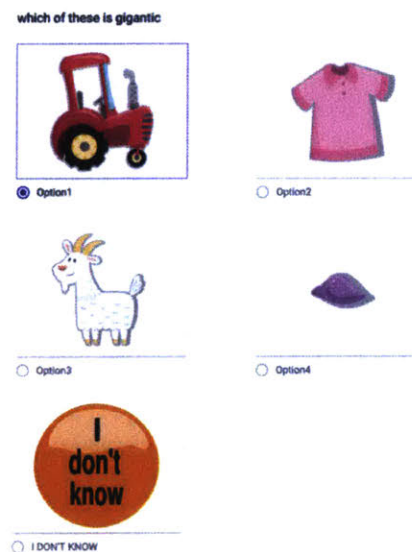 which of these is gigantic
Option1
Option2
Option3
Option4
I
don't
know
I DON'T KNOW